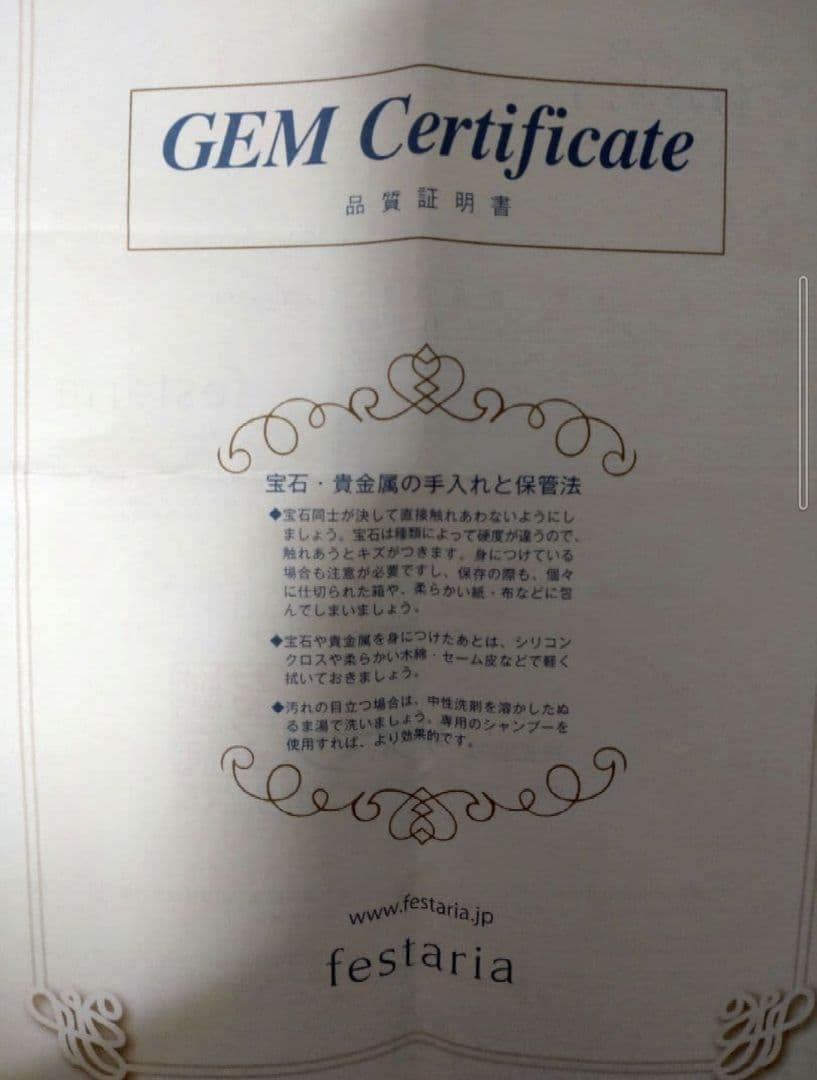 GEM Certificate
品質証明書
宝石・貴金属の手入れと保管法
◆宝石同士が決して直接触れあわないようにし
ましょう。宝石は種類によって硬度が違うので、
触れあうとキズがつきます。身につけている
場合も注意が必要ですし、保存の際も、個々
に仕切られた箱や、柔らかい紙・布などに包
んでしまいましょう。
◆宝石や貴金属を身につけたあとは、シリコン
クロスや柔らかい木綿・セーム皮などで軽く
拭いておきましょう。
◆汚れの目立つ場合は、中性洗剤を溶かしたぬ
るま湯で洗いましょう。専用のシャンプーを
使用すれば、より効果的です。
www.festaria.jp
festaria